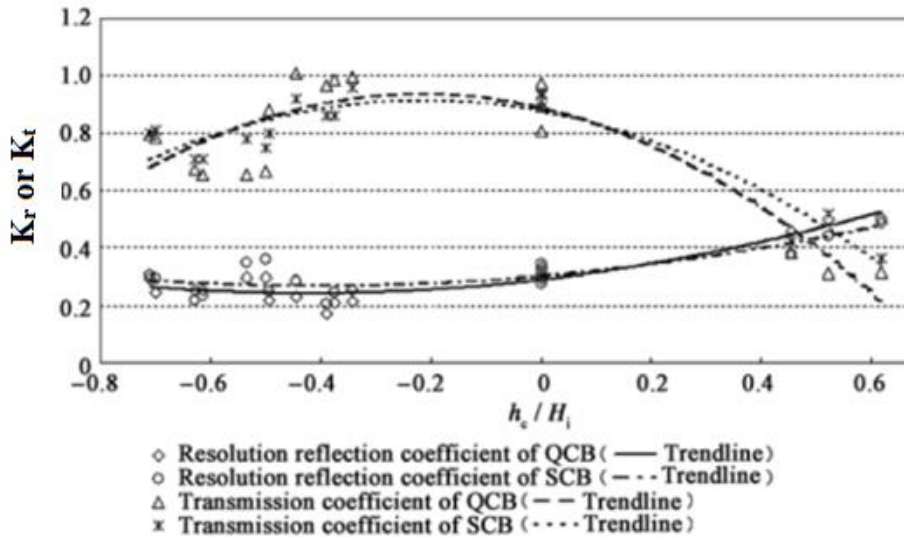 1.2
1.0
0.8
0.6
0.4
0.2
0
Kr or Kt
−0.8 −0.6 −0.4 −0.2 0 0.2 0.4 0.6
hc / Hi
◇ Resolution reflection coefficient of QCB (—— Trendline)
○ Resolution reflection coefficient of SCB (—·· Trendline)
△ Transmission coefficient of QCB (— — Trendline)
✳ Transmission coefficient of SCB (····· Trendline)